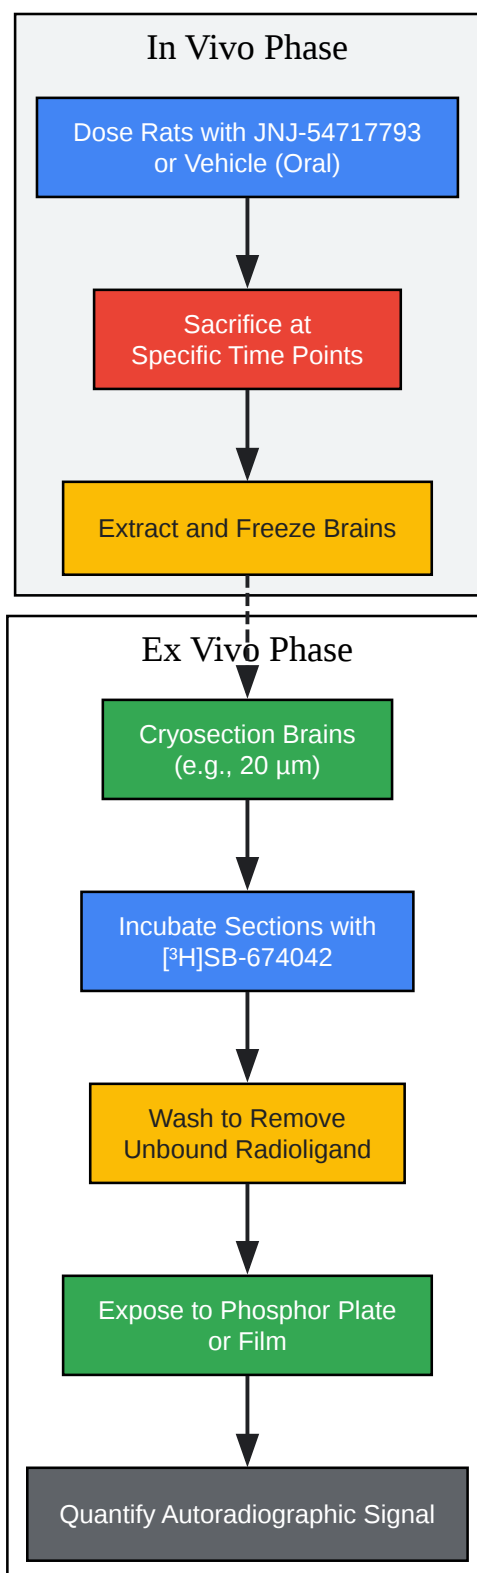 In Vivo Phase
Dose Rats with JNJ-54717793
or Vehicle (Oral)
Sacrifice at
Specific Time Points
Extract and Freeze Brains
Ex Vivo Phase
Cryosection Brains
(e.g., 20 µm)
Incubate Sections with
[³H]SB-674042
Wash to Remove
Unbound Radioligand
Expose to Phosphor Plate
or Film
Quantify Autoradiographic Signal